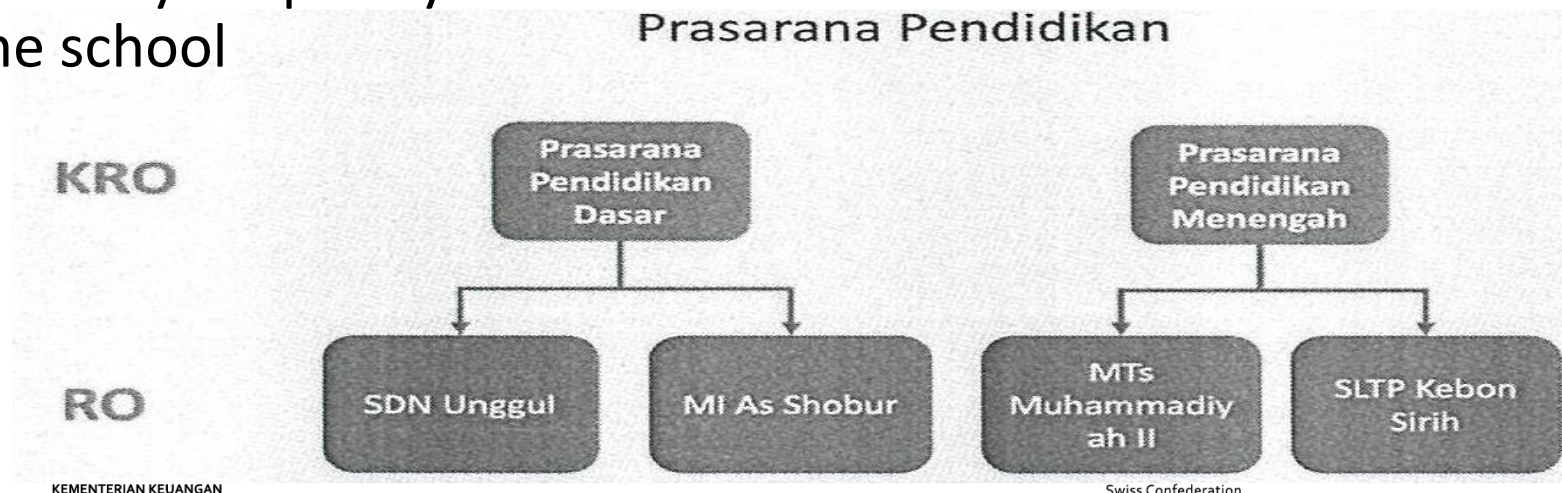 he school
Prasarana Pendidikan
KRO
Prasarana
Pendidikan
Dasar
Prasarana
Pendidikan
Menengah
RO
SDN Unggul
MI As Shobur
MTs
Muhammadiy
ah II
SLTP Kebon
Sirih
KEMENTERIAN KEUANGAN
Swiss Confederation